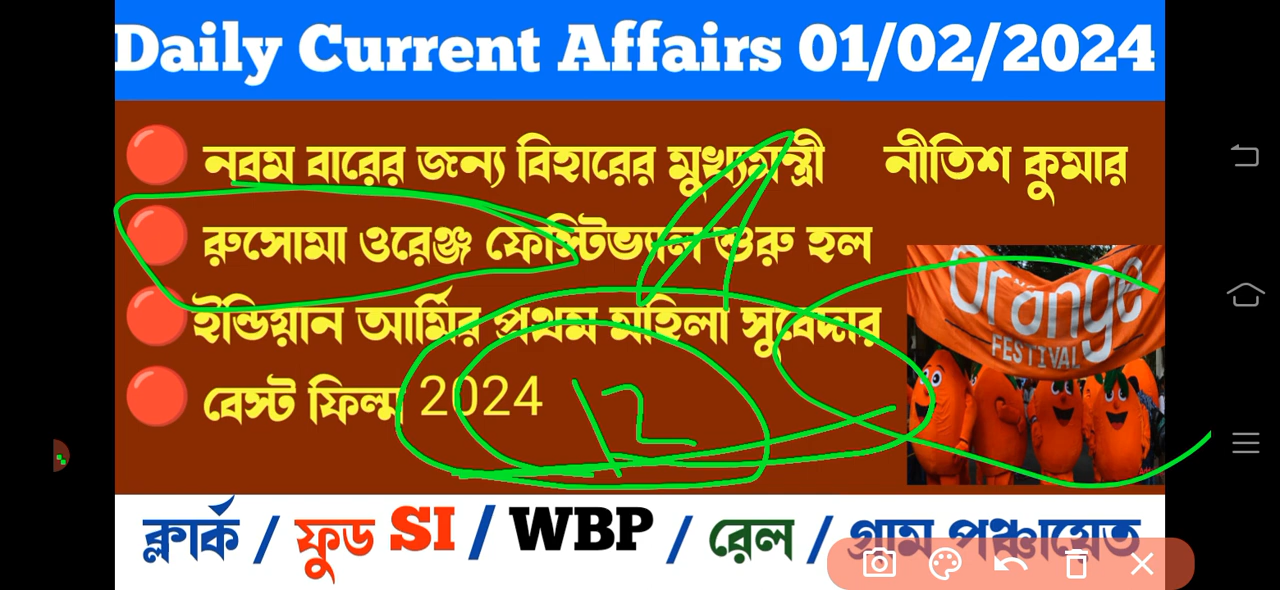 Daily Current Affairs 01/02/2024
নবম বারের জন্য বিহারের মুখ্যমন্ত্রী নীতিশ কুমার
রুসোমা ওরেঞ্জ ফেস্টিভ্যাল শুরু হল
ইন্ডিয়ান আর্মির প্রথম মহিলা সুবেদার
বেস্ট ফিল্ম 2024
12
Orange
FESTIVAL
ক্লার্ক / ফুড SI / WBP / রেল / গ্রাম পঞ্চায়েত